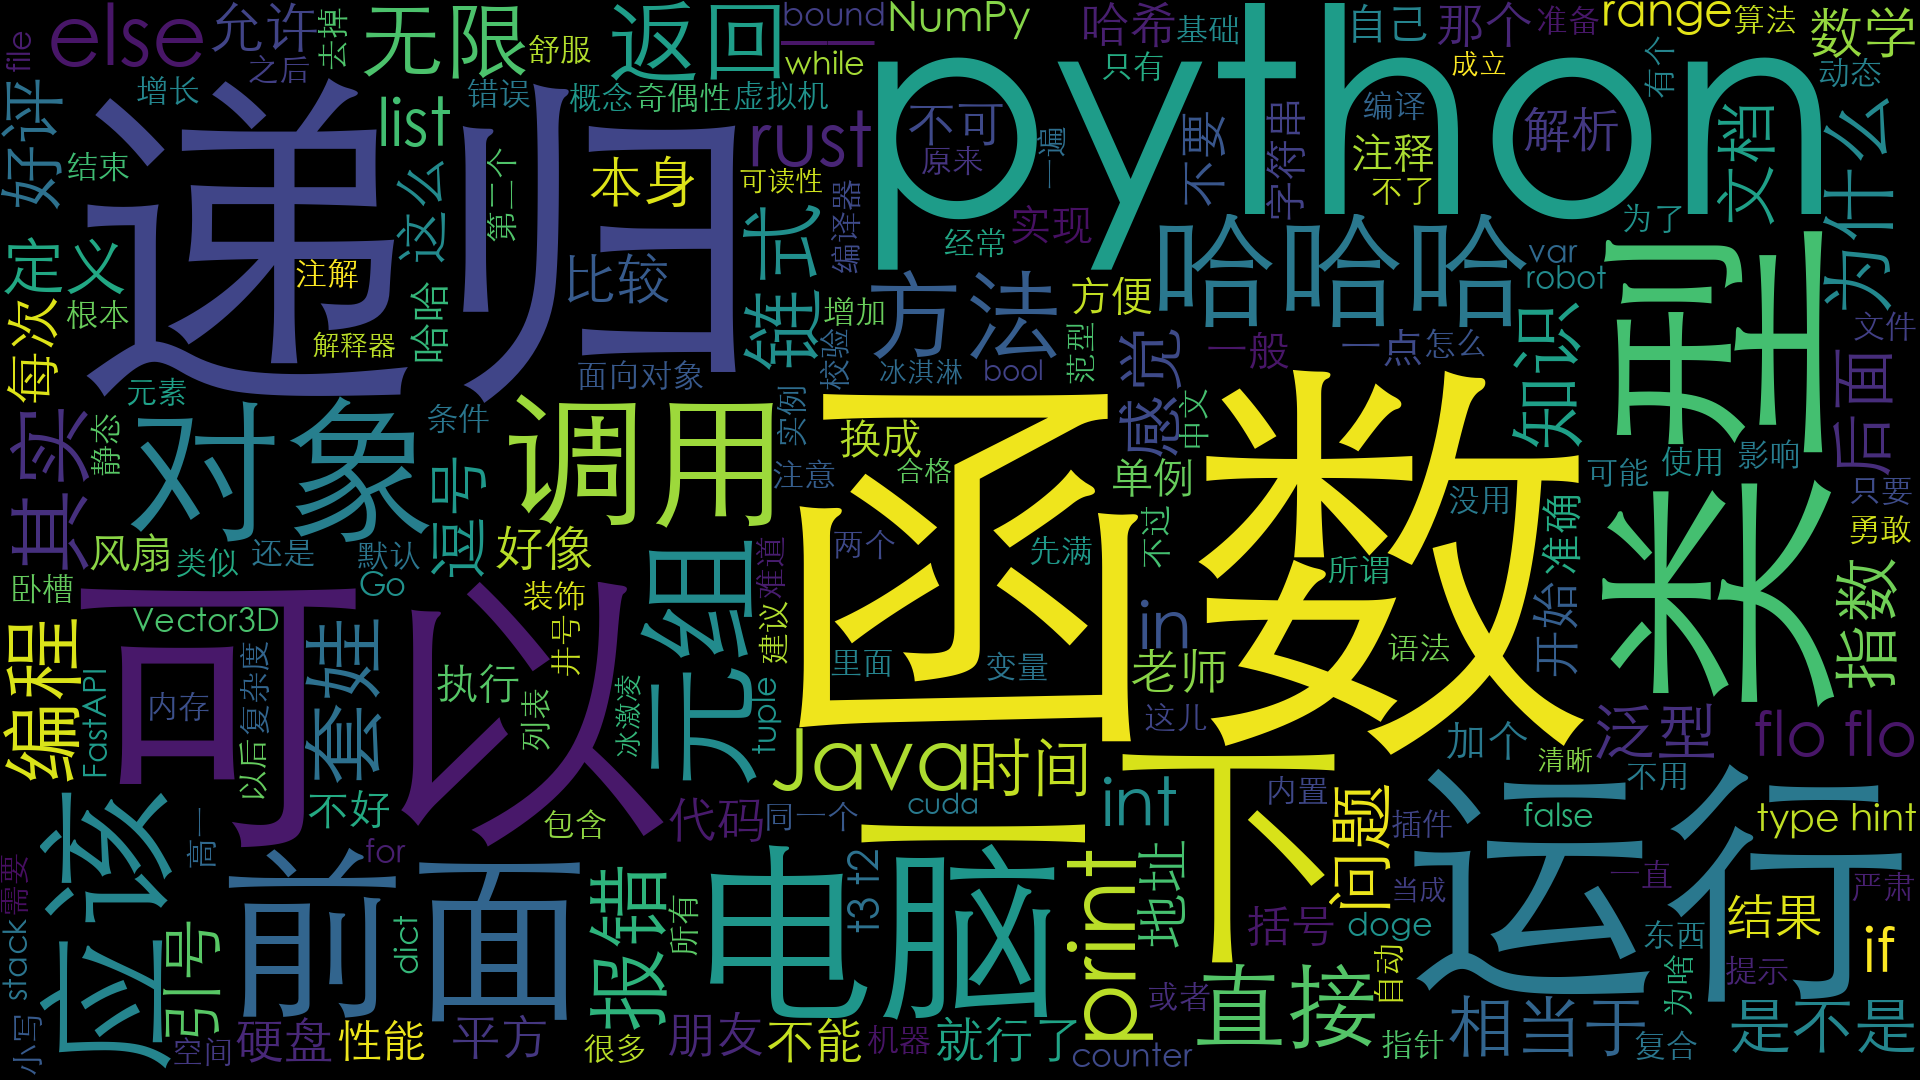 file
else
允许
之后
去掉
无限
舒服
返回
bound
NumPy
while
哈希
基础
只有
自己
那个
准备
成立
range
算法
有个
数学
动态
好评
增长
结束
list
错误
概念
奇偶性
虚拟机
递归
本身
rust
不可
原来
python
一遍
不要
字符串
编译
注释
不了
解析
文档
为什么
这么
第二个
可读性
编译器
实现
经常
哈哈哈
为了
var
robot
定义
根本
注解
解释器
哈哈
比较
链式
增加
方法
方便
范型
感觉
一般
一点
怎么
知识
类型
文件
每次
元素
面向对象
校验
冰淇淋
bool
后面
其实
静态
对象
条件
逗号
调用
实例
换成
合格
注意
函数
中文
单例
不过
没用
可能
使用
影响
只要
勇敢
准确
指数
风扇
类似
还是
默认
Go
好像
卧槽
Vector3D
可以
装饰
井号
难道
建议
元组
两个
先满
所谓
in
语法
开始
里面
变量
老师
这儿
编程
FastAPI
内存
复杂度
以后
套娃
执行
列表
冰激凌
tuple
不好
Java
时间
int
一下
内置
问题
加个
清晰
泛型
不用
flo flo
应该
高一
for
包含
代码
同一个
cuda
print
地址
插件
当成
运行
false
type hint
需要
stack
小写
引号
空间
前面
dict
报错
所有
电脑
t3 t2
括号
doge
一直
严肃
东西
结果
if
硬盘
性能
平方
很多
朋友
不能
机器
就行了
counter
或者
直接
自动
指针
相当于
复合
为啥
提示
是不是